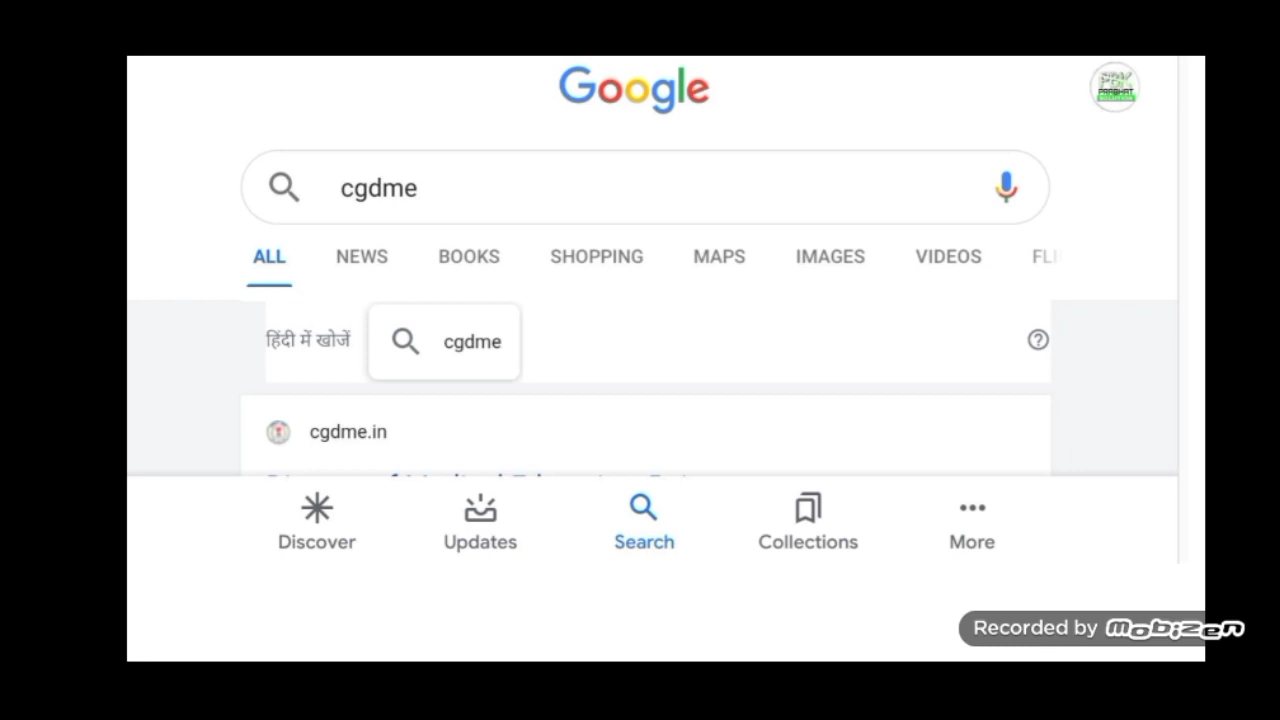 Google
PRABHAT
cgdme
ALL NEWS BOOKS SHOPPING MAPS IMAGES VIDEOS
हिंदी में खोजें cgdme
cgdme.in
Discover Updates Search Collections More
Recorded by Mobizen